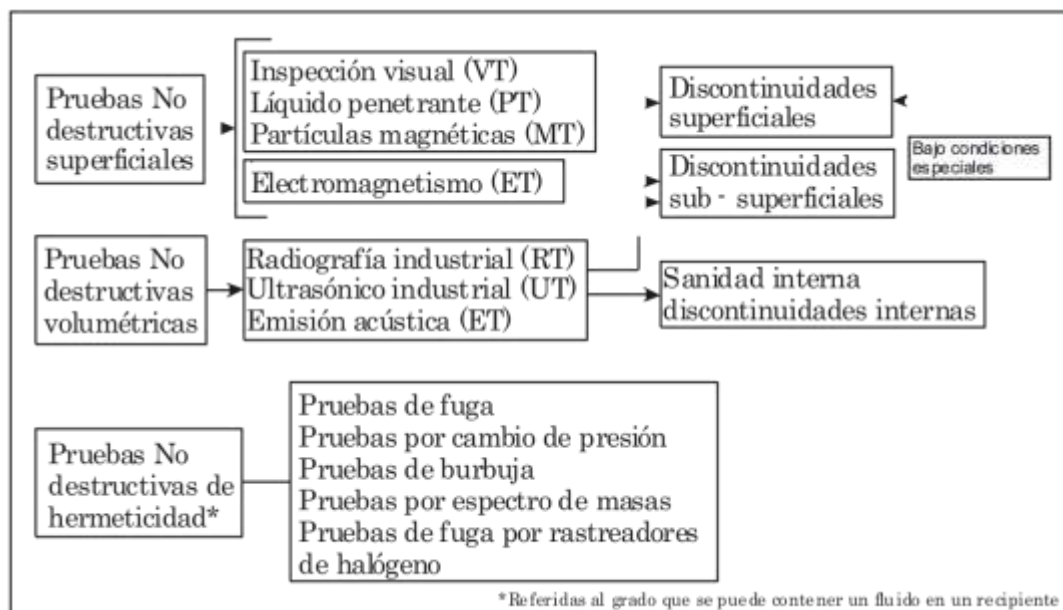 Pruebas No
destructivas
superficiales
Inspección visual (VT)
Líquido penetrante (PT)
Partículas magnéticas (MT)
Electromagnetismo (ET)
Discontinuidades
superficiales
Bajo condiciones
especiales
Discontinuidades
sub - superficiales
Pruebas No
destructivas
volumétricas
Radiografía industrial (RT)
Ultrasónico industrial (UT)
Emisión acústica (ET)
Sanidad interna
discontinuidades internas
Pruebas No
destructivas de
hermeticidad*
Pruebas de fuga
Pruebas por cambio de presión
Pruebas de burbuja
Pruebas por espectro de masas
Pruebas de fuga por rastreadores
de halógeno
*Referidas al grado que se puede contener un fluido en un recipiente